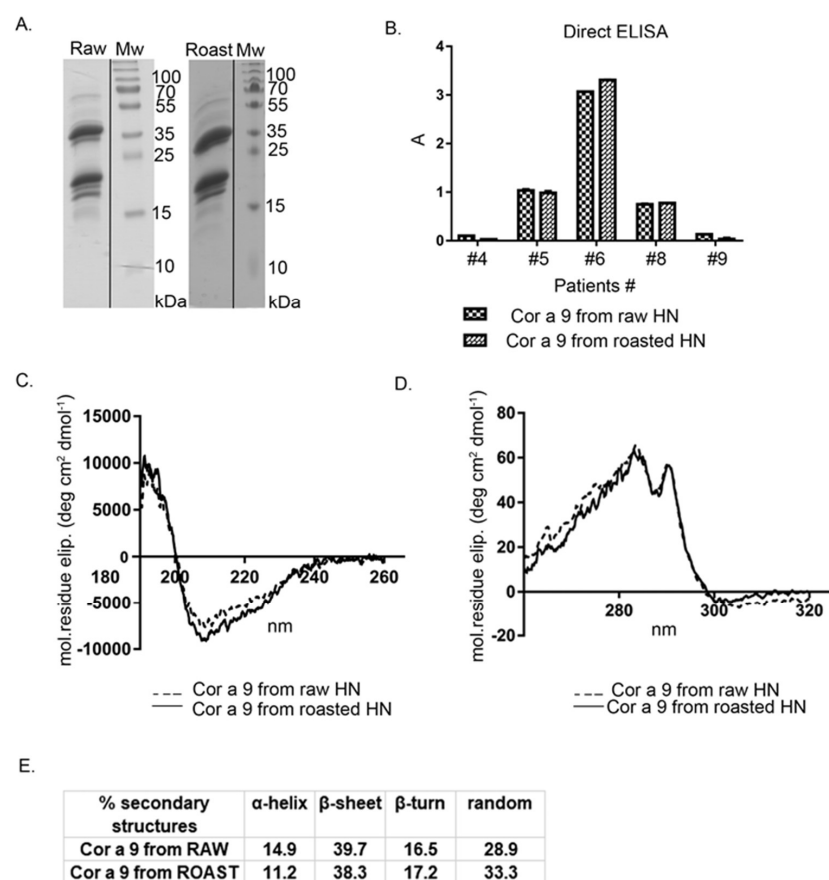 A.
Raw Mw Roast Mw
100 100
70 70
55 55
35 35
25 25
15 15
10 10
kDa kDa
B.
Direct ELISA
A
4
3
2
1
0
#4 #5 #6 #8 #9
Patients #
Cor a 9 from raw HN
Cor a 9 from roasted HN
C.
mol.residue elip. (deg cm² dmol⁻¹)
15000
10000
5000
0
-5000
-10000
180 200 220 240 260
nm
Cor a 9 from raw HN
Cor a 9 from roasted HN
D.
mol.residue elip. (deg cm² dmol⁻¹)
80
60
40
20
0
-20
280 300 320
nm
Cor a 9 from raw HN
Cor a 9 from roasted HN
E.
% secondary structures α-helix β-sheet β-turn random
Cor a 9 from RAW 14.9 39.7 16.5 28.9
Cor a 9 from ROAST 11.2 38.3 17.2 33.3